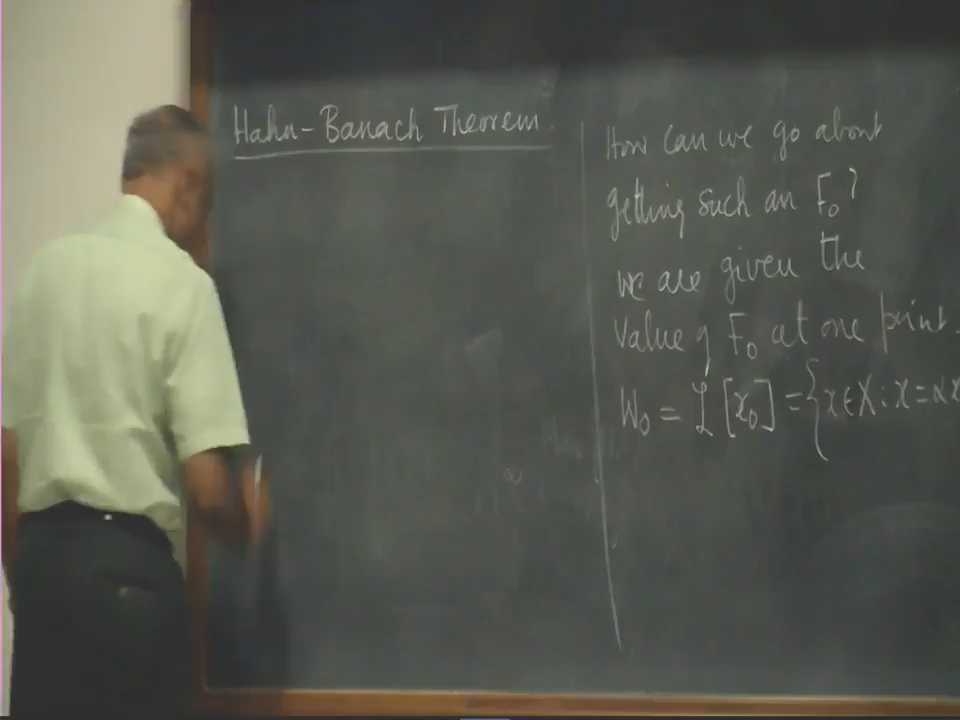 Hahn-Banach Theorem.
How can we go about
getting such an F₀?
we are given the
value of F₀ at one point.
W₀ = L [x₀] = {x ∈ X : x = αx